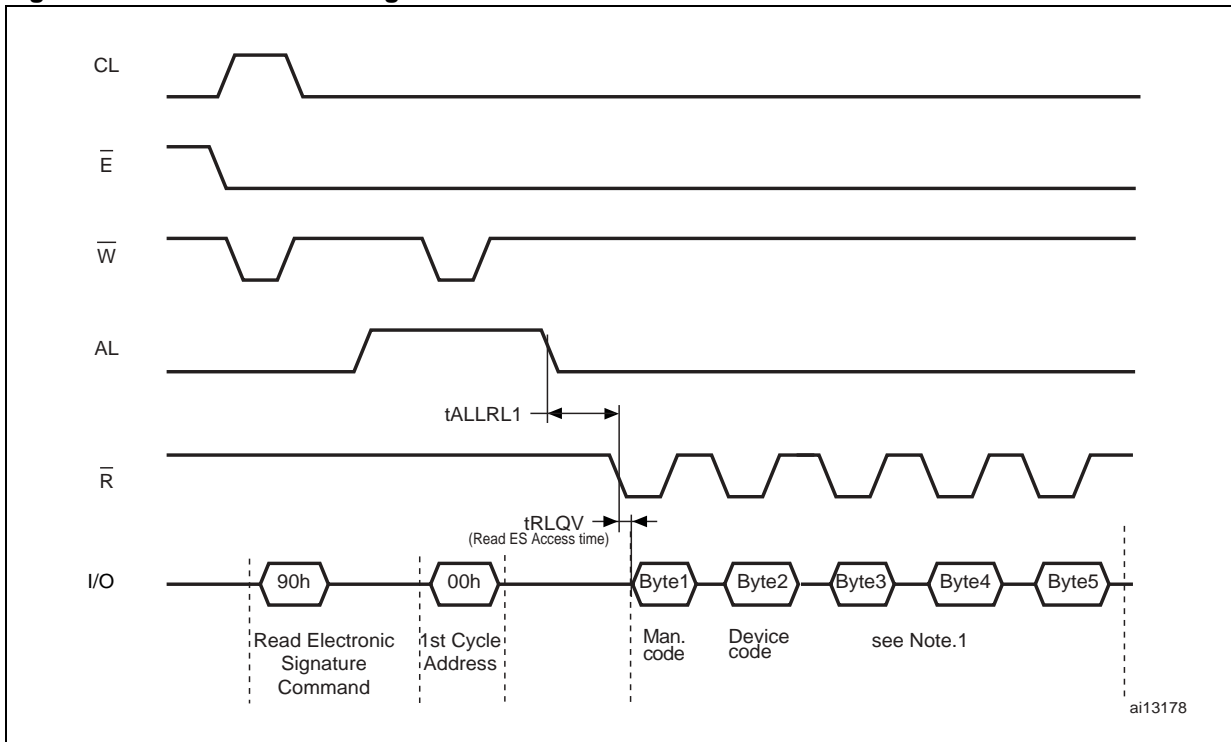 CL
E
W
AL
tALLRL1
R
tRLQV
(Read ES Access time)
I/O
90h
00h
Byte1
Byte2
Byte3
Byte4
Byte5
Read Electronic
Signature
Command
1st Cycle
Address
Man.
code
Device
code
see Note.1
ai13178